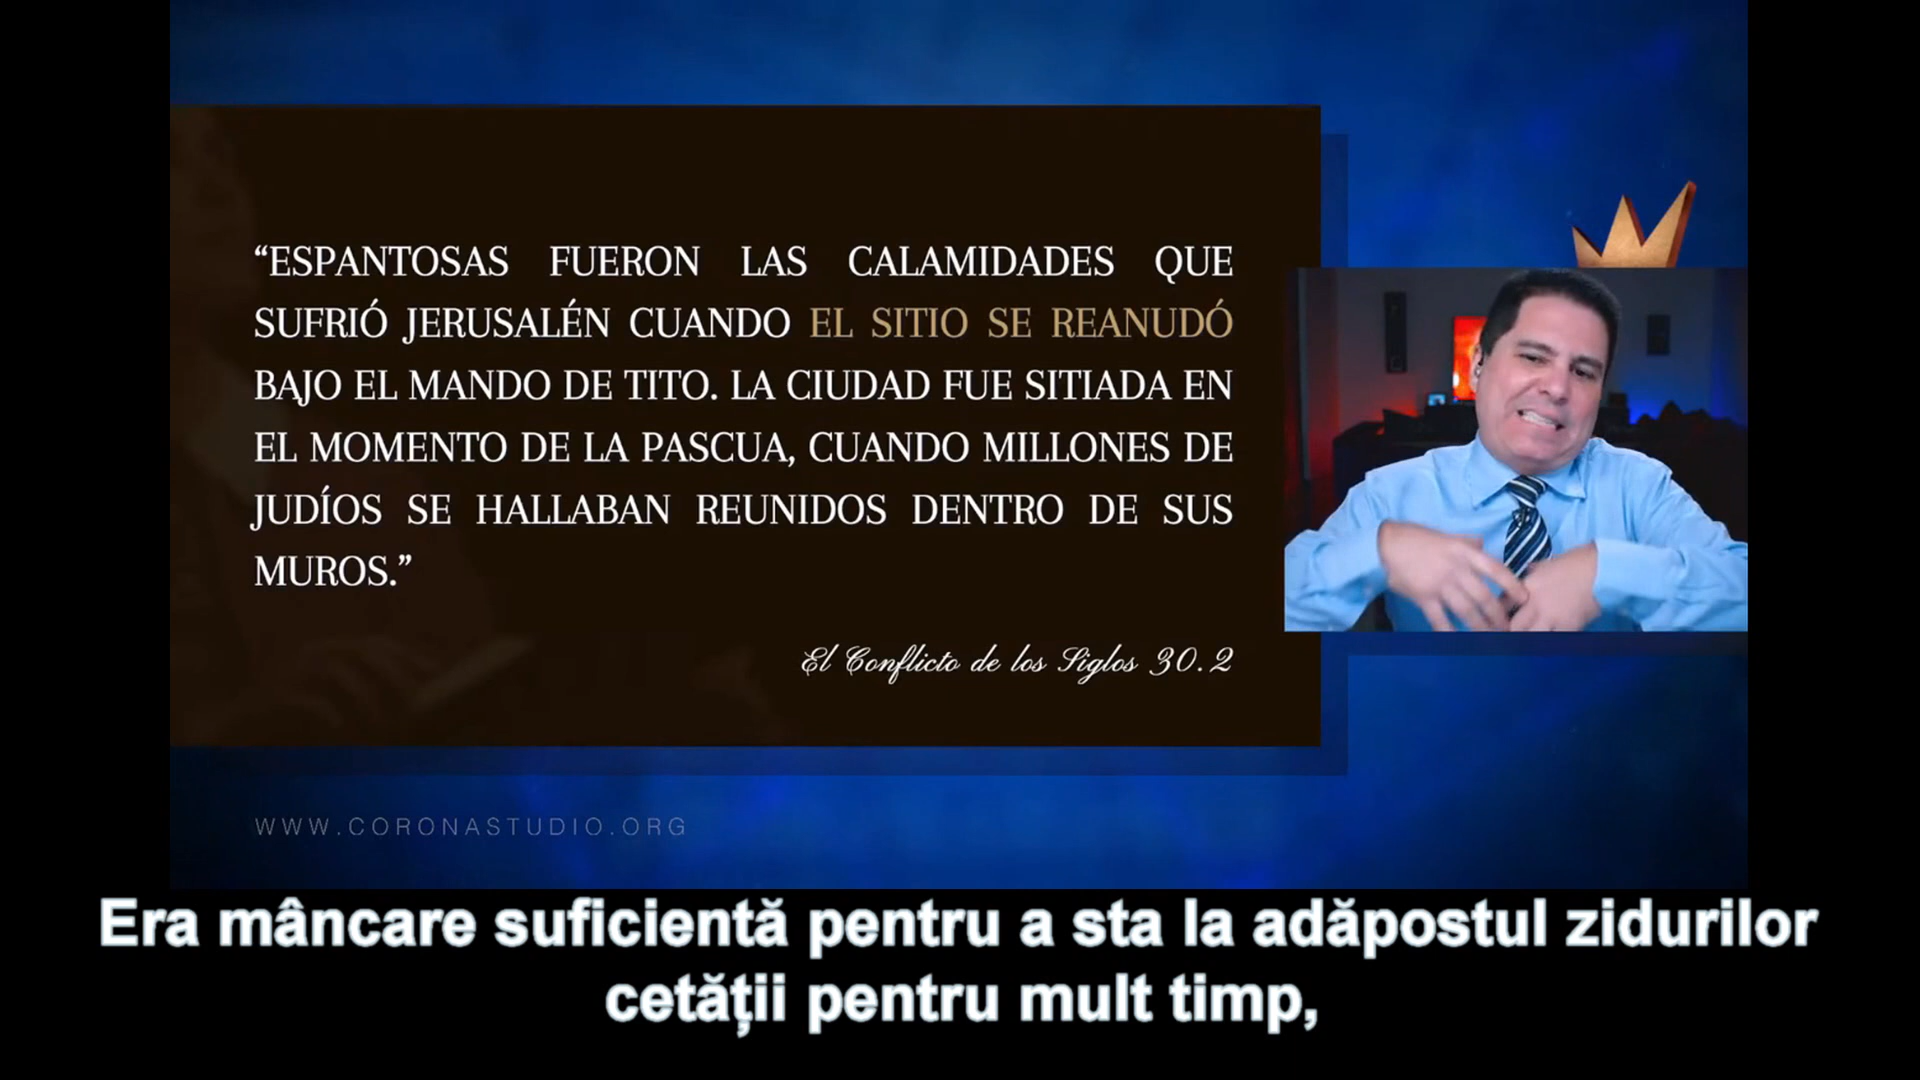 “ESPANTOSAS FUERON LAS CALAMIDADES QUE
SUFRIÓ JERUSALÉN CUANDO EL SITIO SE REANUDÓ
BAJO EL MANDO DE TITO. LA CIUDAD FUE SITIADA EN
EL MOMENTO DE LA PASCUA, CUANDO MILLONES DE
JUDÍOS SE HALLABAN REUNIDOS DENTRO DE SUS
MUROS.”
El Conflicto de los Siglos 30.2
WWW.CORONASTUDIO.ORG
Era mâncare suficientă pentru a sta la adăpostul zidurilor
cetății pentru mult timp,